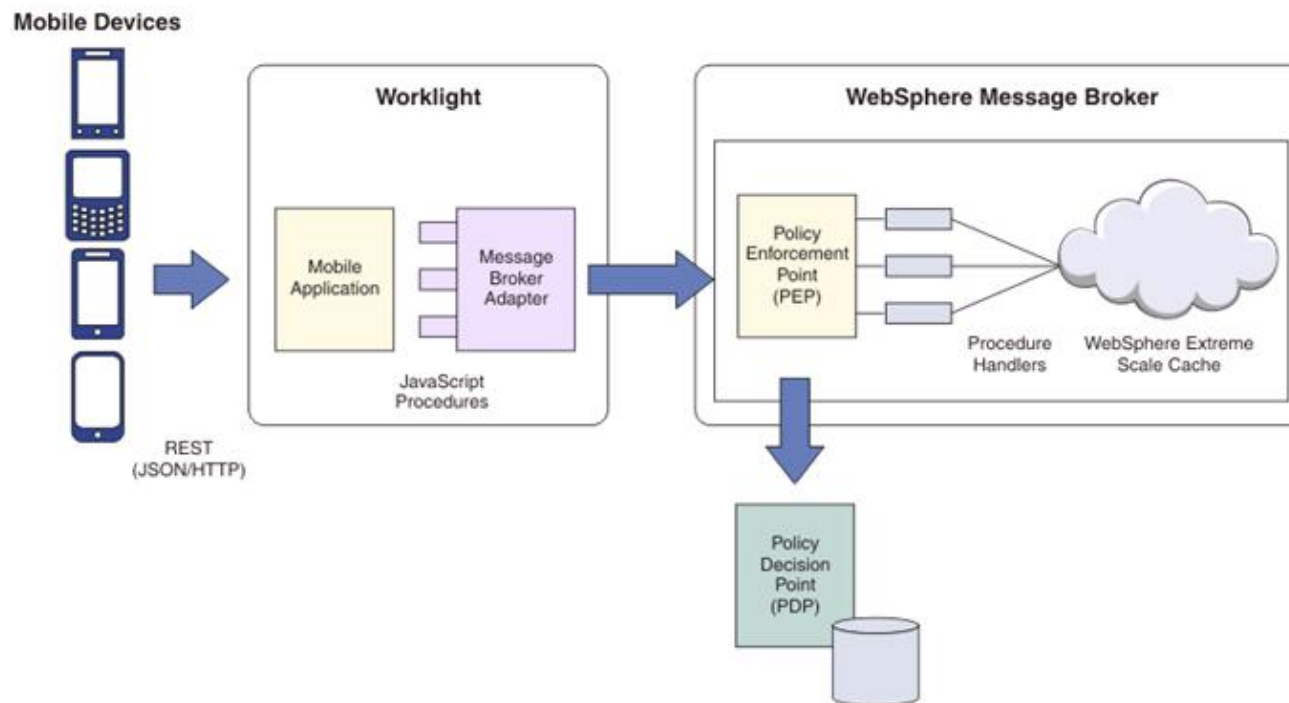 Mobile Devices
Worklight
WebSphere Message Broker
Mobile
Application
Message
Broker
Adapter
JavaScript
Procedures
REST
(JSON/HTTP)
Policy
Enforcement
Point
(PEP)
Procedure
Handlers
WebSphere Extreme
Scale Cache
Policy
Decision
Point
(PDP)